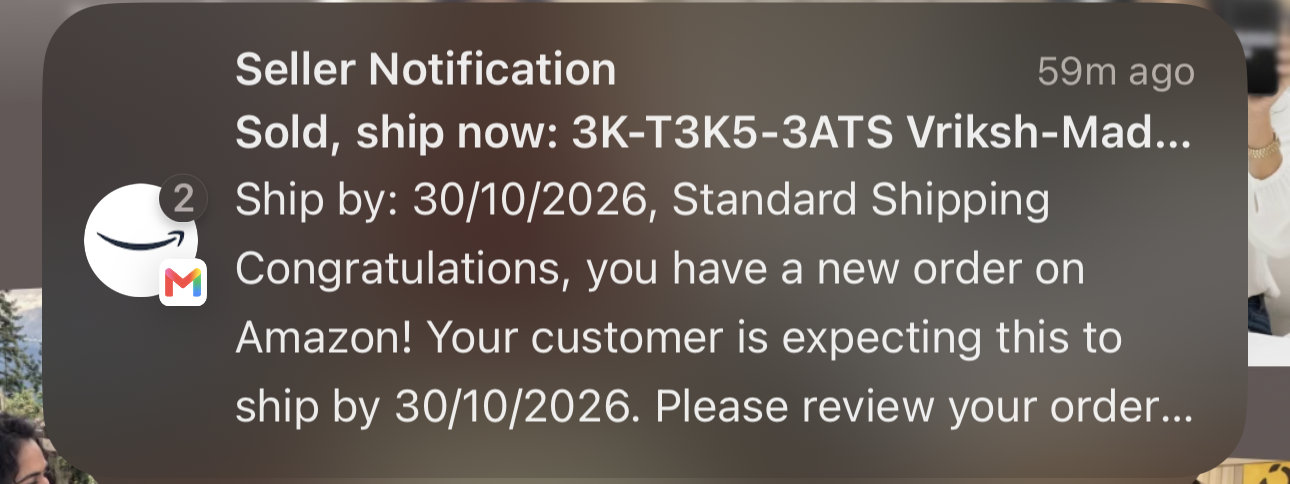 Seller Notification 59m ago
Sold, ship now: 3K-T3K5-3ATS Vriksh-Mad...
2
Ship by: 30/10/2026, Standard Shipping
Congratulations, you have a new order on
Amazon! Your customer is expecting this to
ship by 30/10/2026. Please review your order...